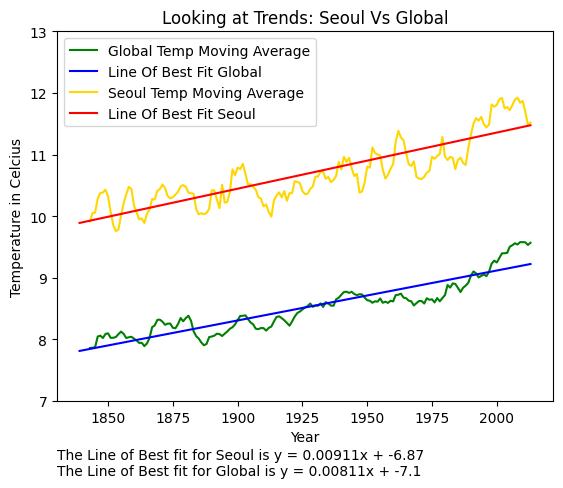 Looking at Trends: Seoul Vs Global
Global Temp Moving Average
Line Of Best Fit Global
Seoul Temp Moving Average
Line Of Best Fit Seoul
Temperature in Celcius
13
12
11
10
9
8
7
1850 1875 1900 1925 1950 1975 2000
Year
The Line of Best fit for Seoul is y = 0.00911x + -6.87
The Line of Best fit for Global is y = 0.00811x + -7.1